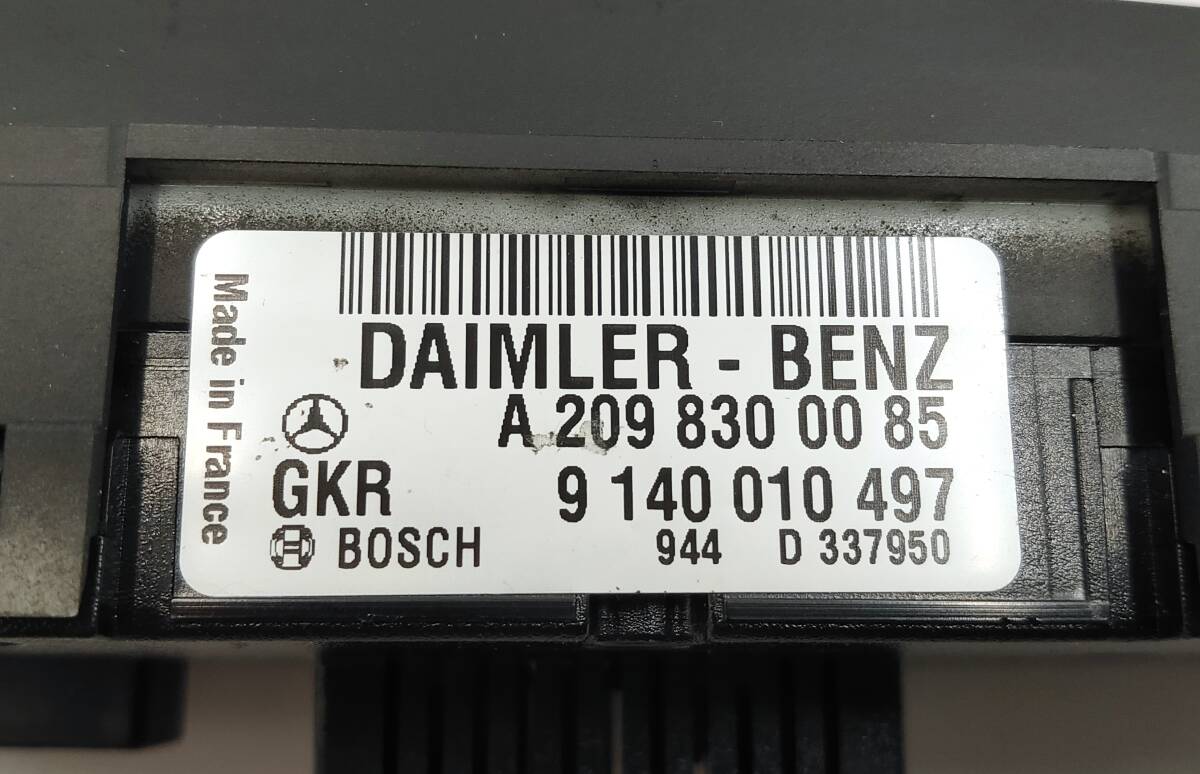 Made in France
DAIMLER - BENZ
A 209 830 00 85
GKR 9 140 010 497
BOSCH 944 D 337950